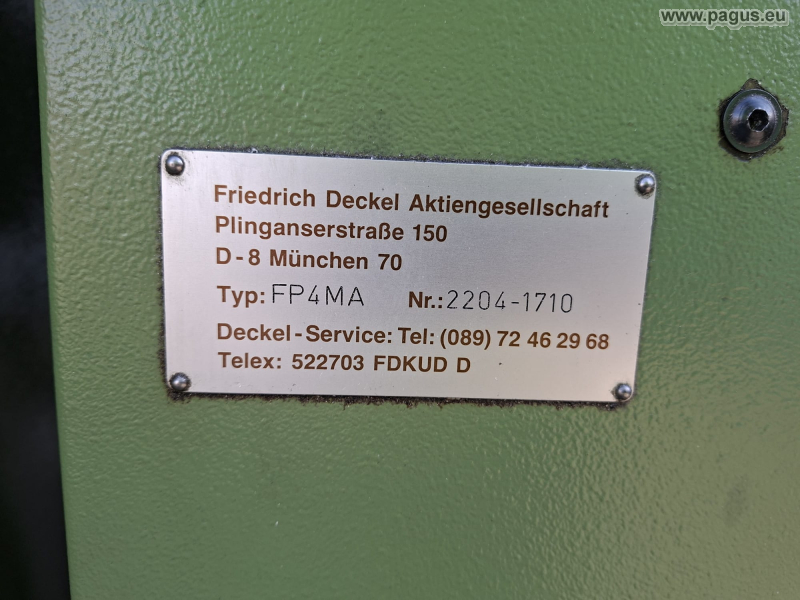 www.pagus.eu
Friedrich Deckel Aktiengesellschaft
Plinganserstraße 150
D-8 München 70
Typ: FP4MA Nr.: 2204-1710
Deckel-Service: Tel: (089) 72 46 29 68
Telex: 522703 FDKUD D